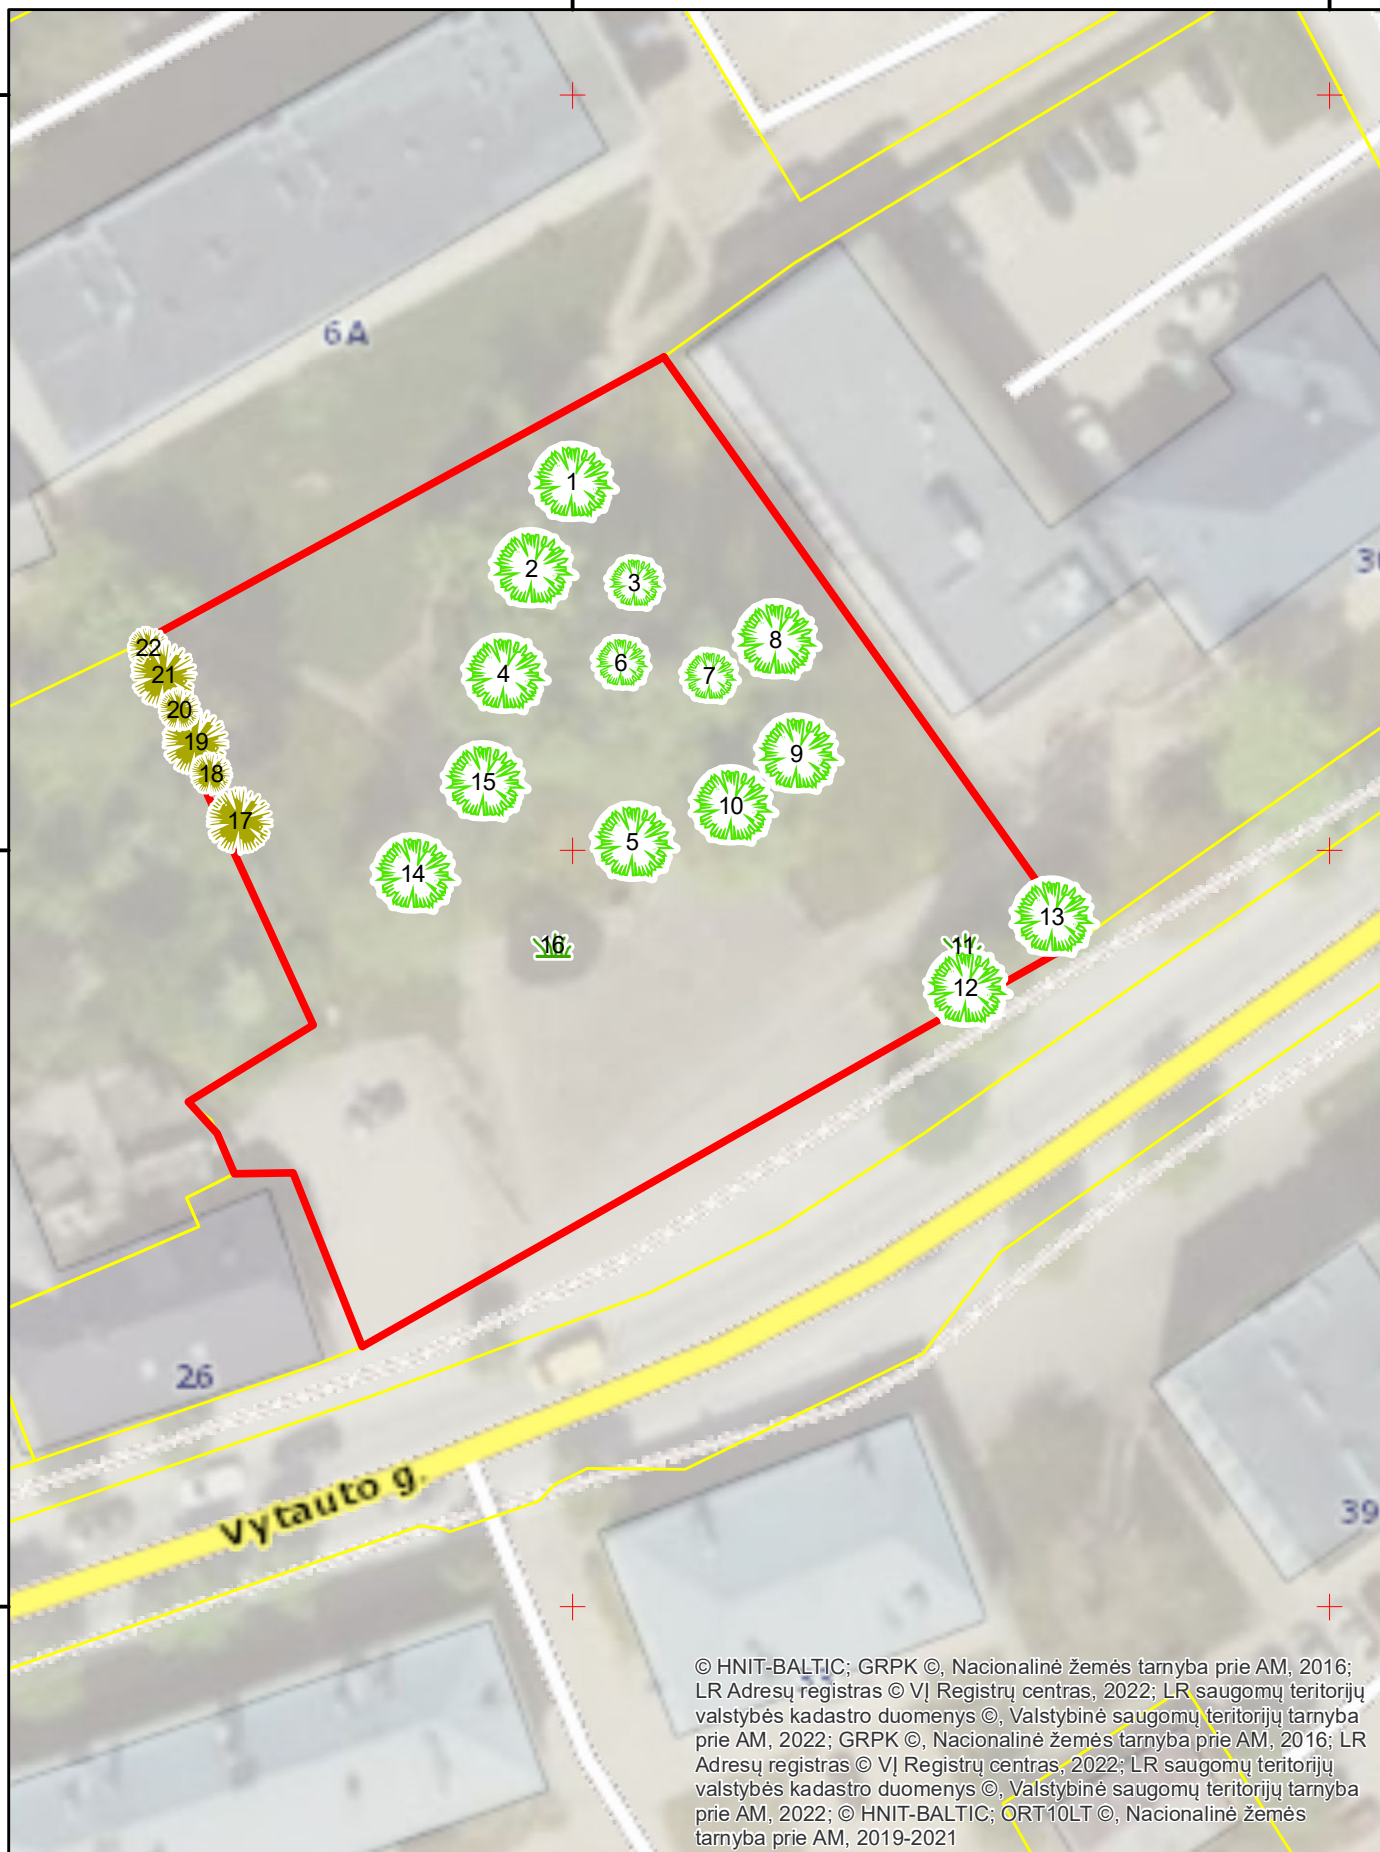 6A
1
2
3
30
8
22
6
4
21
7
20
19
9
18
15
10
17
5
14
13
16
11
12
26
Vytauto g.
39
© HNIT-BALTIC; GRPK ©, Nacionalinė žemės tarnyba prie AM, 2016;
LR Adresų registras © VĮ Registrų centras, 2022; LR saugomų teritorijų
valstybės kadastro duomenys ©, Valstybinė saugomų teritorijų tarnyba
prie AM, 2022; GRPK ©, Nacionalinė žemės tarnyba prie AM, 2016; LR
Adresų registras © VĮ Registrų centras, 2022; LR saugomų teritorijų
valstybės kadastro duomenys ©, Valstybinė saugomų teritorijų tarnyba
prie AM, 2022; © HNIT-BALTIC; ORT10LT ©, Nacionalinė žemės
tarnyba prie AM, 2019-2021